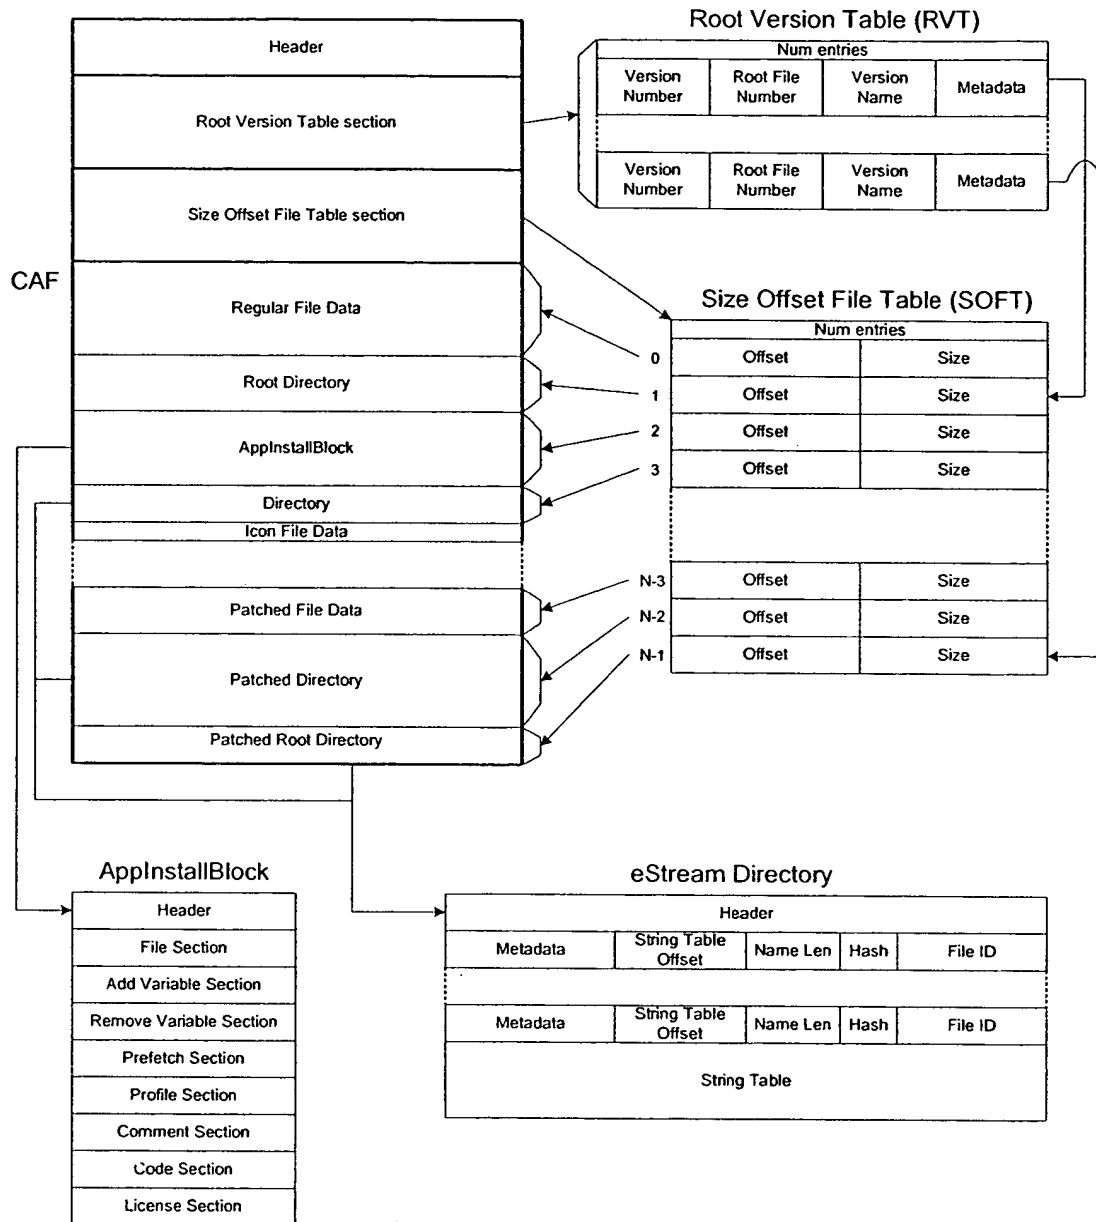 Root Version Table (RVT)
Num entries
Version Number
Root File Number
Version Name
Metadata
Version Number
Root File Number
Version Name
Metadata
CAF
Header
Root Version Table section
Size Offset File Table section
Regular File Data
Root Directory
AppInstallBlock
Directory
Icon File Data
Patched File Data
Patched Directory
Patched Root Directory
Size Offset File Table (SOFT)
Num entries
0 Offset Size
1 Offset Size
2 Offset Size
3 Offset Size
N-3 Offset Size
N-2 Offset Size
N-1 Offset Size
AppInstallBlock
Header
File Section
Add Variable Section
Remove Variable Section
Prefetch Section
Profile Section
Comment Section
Code Section
License Section
eStream Directory
Header
Metadata
String Table Offset
Name Len
Hash
File ID
Metadata
String Table Offset
Name Len
Hash
File ID
String Table